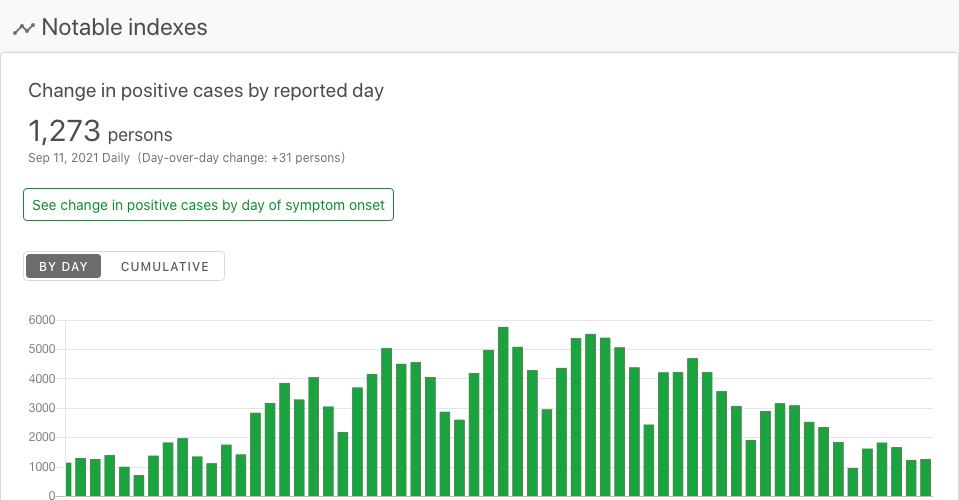 Notable indexes
Change in positive cases by reported day
1,273 persons
Sep 11, 2021 Daily (Day-over-day change: +31 persons)
See change in positive cases by day of symptom onset
BY DAY CUMULATIVE
6000
5000
4000
3000
2000
1000
0